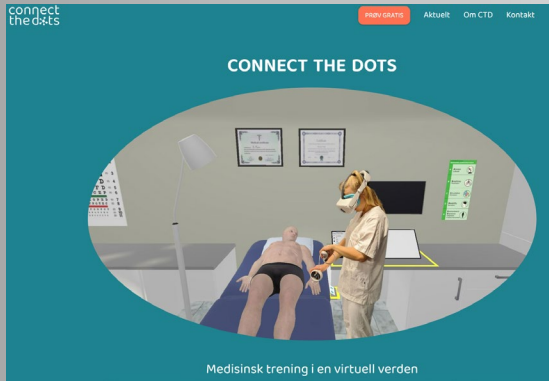 connect
the dots
PRØV GRATIS
Aktuelt
Om CTD
Kontakt
CONNECT THE DOTS
Medisinsk trening i en virtuell verden